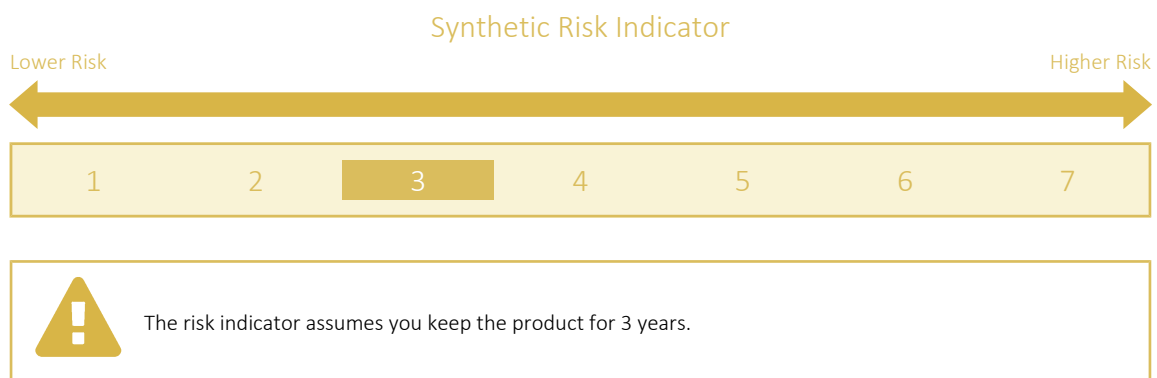 Synthetic Risk Indicator
Lower Risk Higher Risk
1 2 3 4 5 6 7
The risk indicator assumes you keep the product for 3 years.